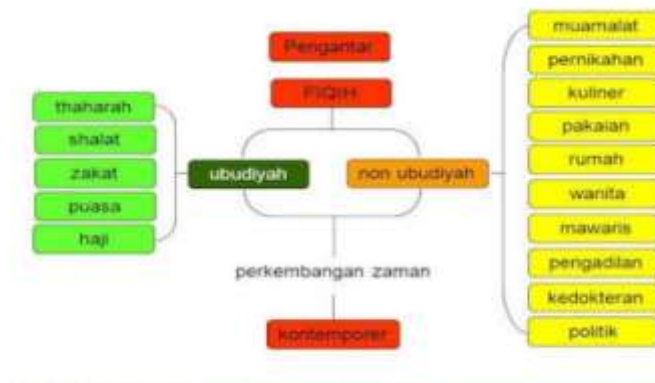 Pengantar
FIQIH
thaharah
shalat
zakat
puasa
haji
ubudiyah
non ubudiyah
muamalat
pernikahan
kuliner
pakaian
rumah
wanita
mawaris
pengadilan
kedokteran
politik
perkembangan zaman
kontemporer